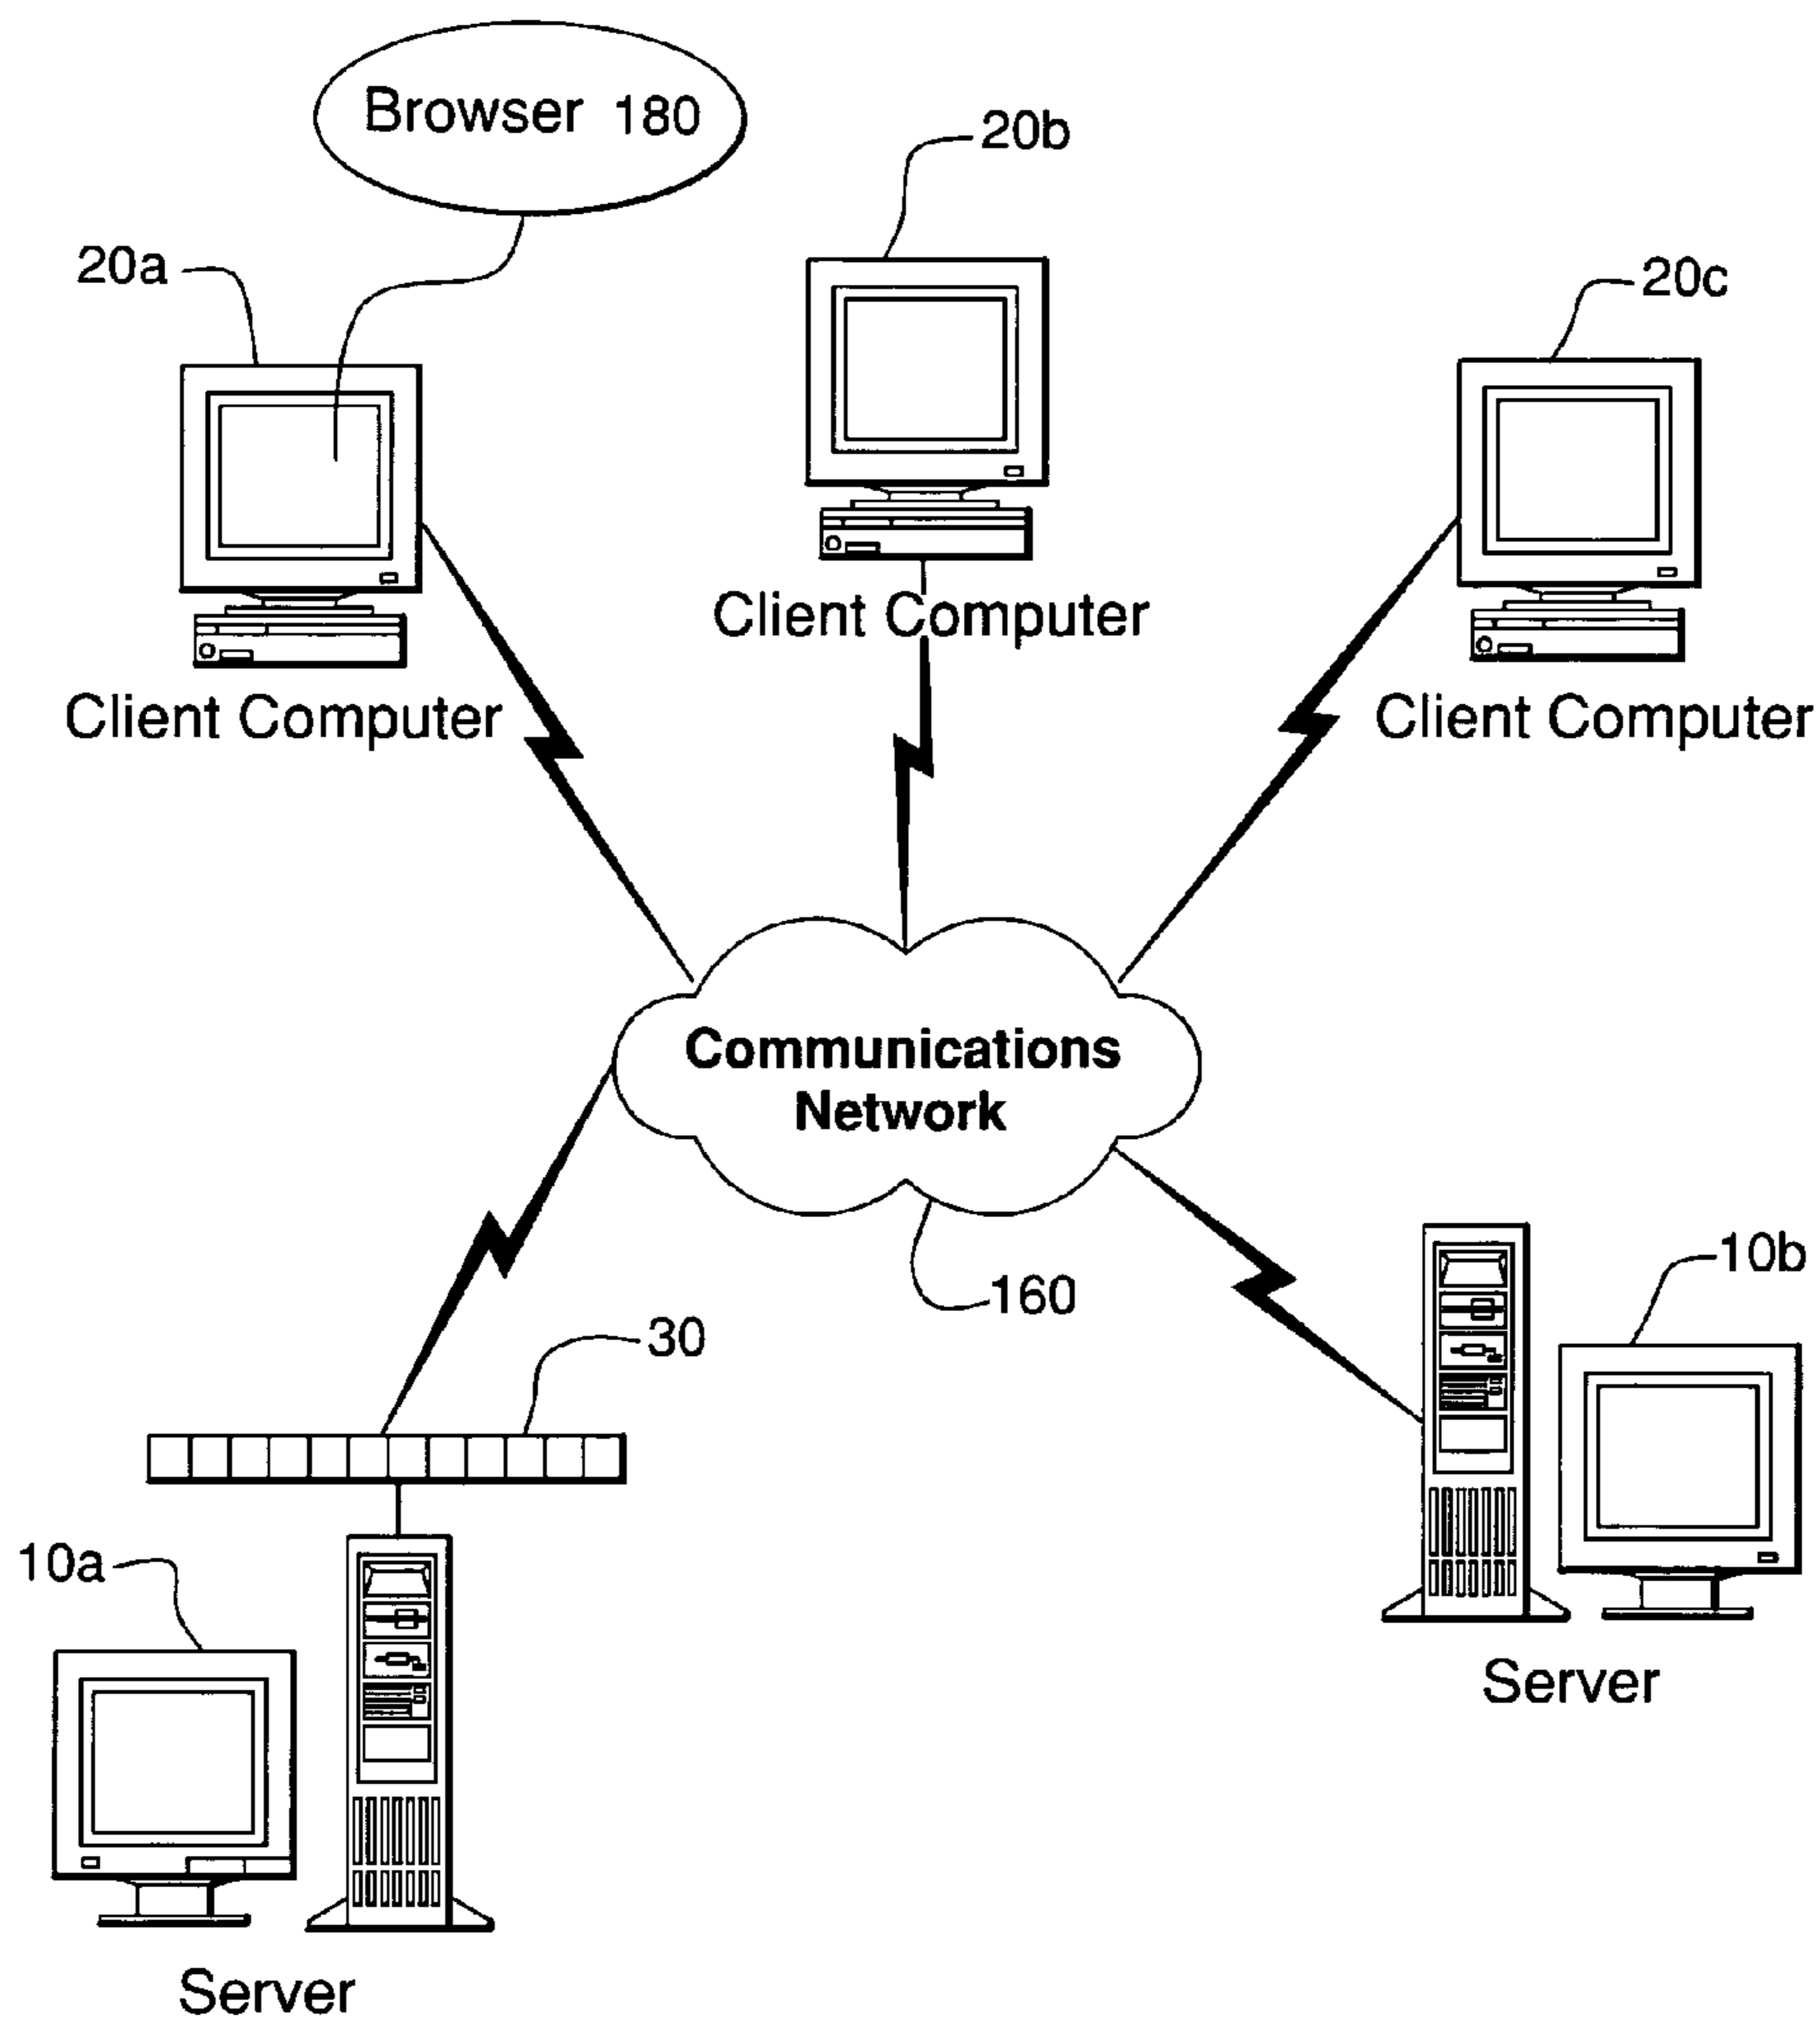 Browser 180
20b
20a
20c
Client Computer
Client Computer
Client Computer
Communications
Network
160
10b
30
10a
Server
Server